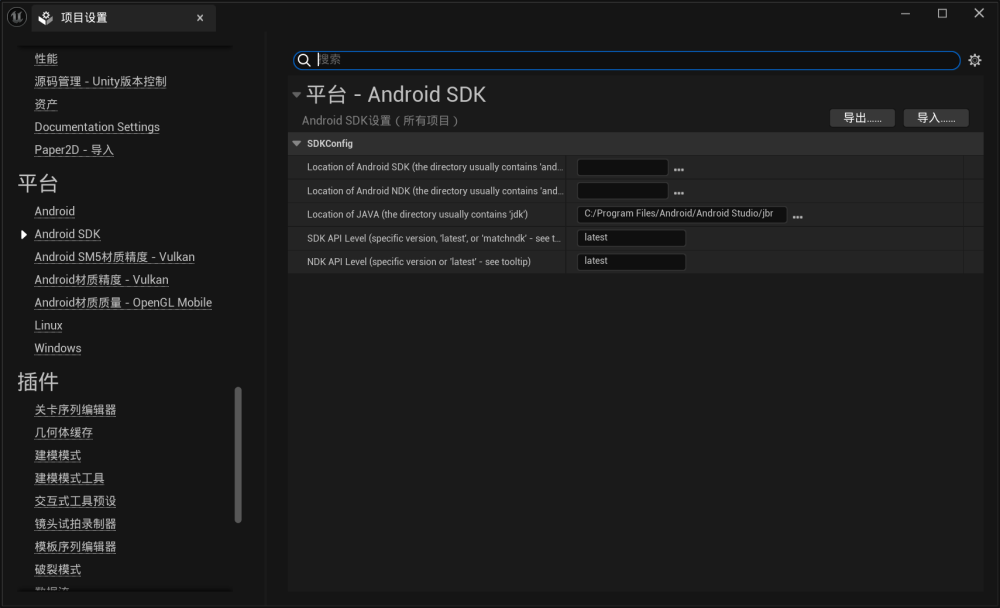 项目设置
性能
源码管理 - Unity版本控制
资产
Documentation Settings
Paper2D - 导入
平台
Android
Android SDK
Android SM5材质精度 - Vulkan
Android材质精度 - Vulkan
Android材质质量 - OpenGL Mobile
Linux
Windows
插件
关卡序列编辑器
几何体缓存
建模模式
建模模式工具
交互式工具预设
镜头试拍录制器
模板序列编辑器
破裂模式
搜索
平台 - Android SDK
Android SDK设置（所有项目）
导出......
导入......
SDKConfig
Location of Android SDK (the directory usually contains 'and...
Location of Android NDK (the directory usually contains 'and...
Location of JAVA (the directory usually contains 'jdk')
C:/Program Files/Android/Android Studio/jbr
SDK API Level (specific version, 'latest', or 'matchndk' - see t...
latest
NDK API Level (specific version or 'latest' - see tooltip)
latest